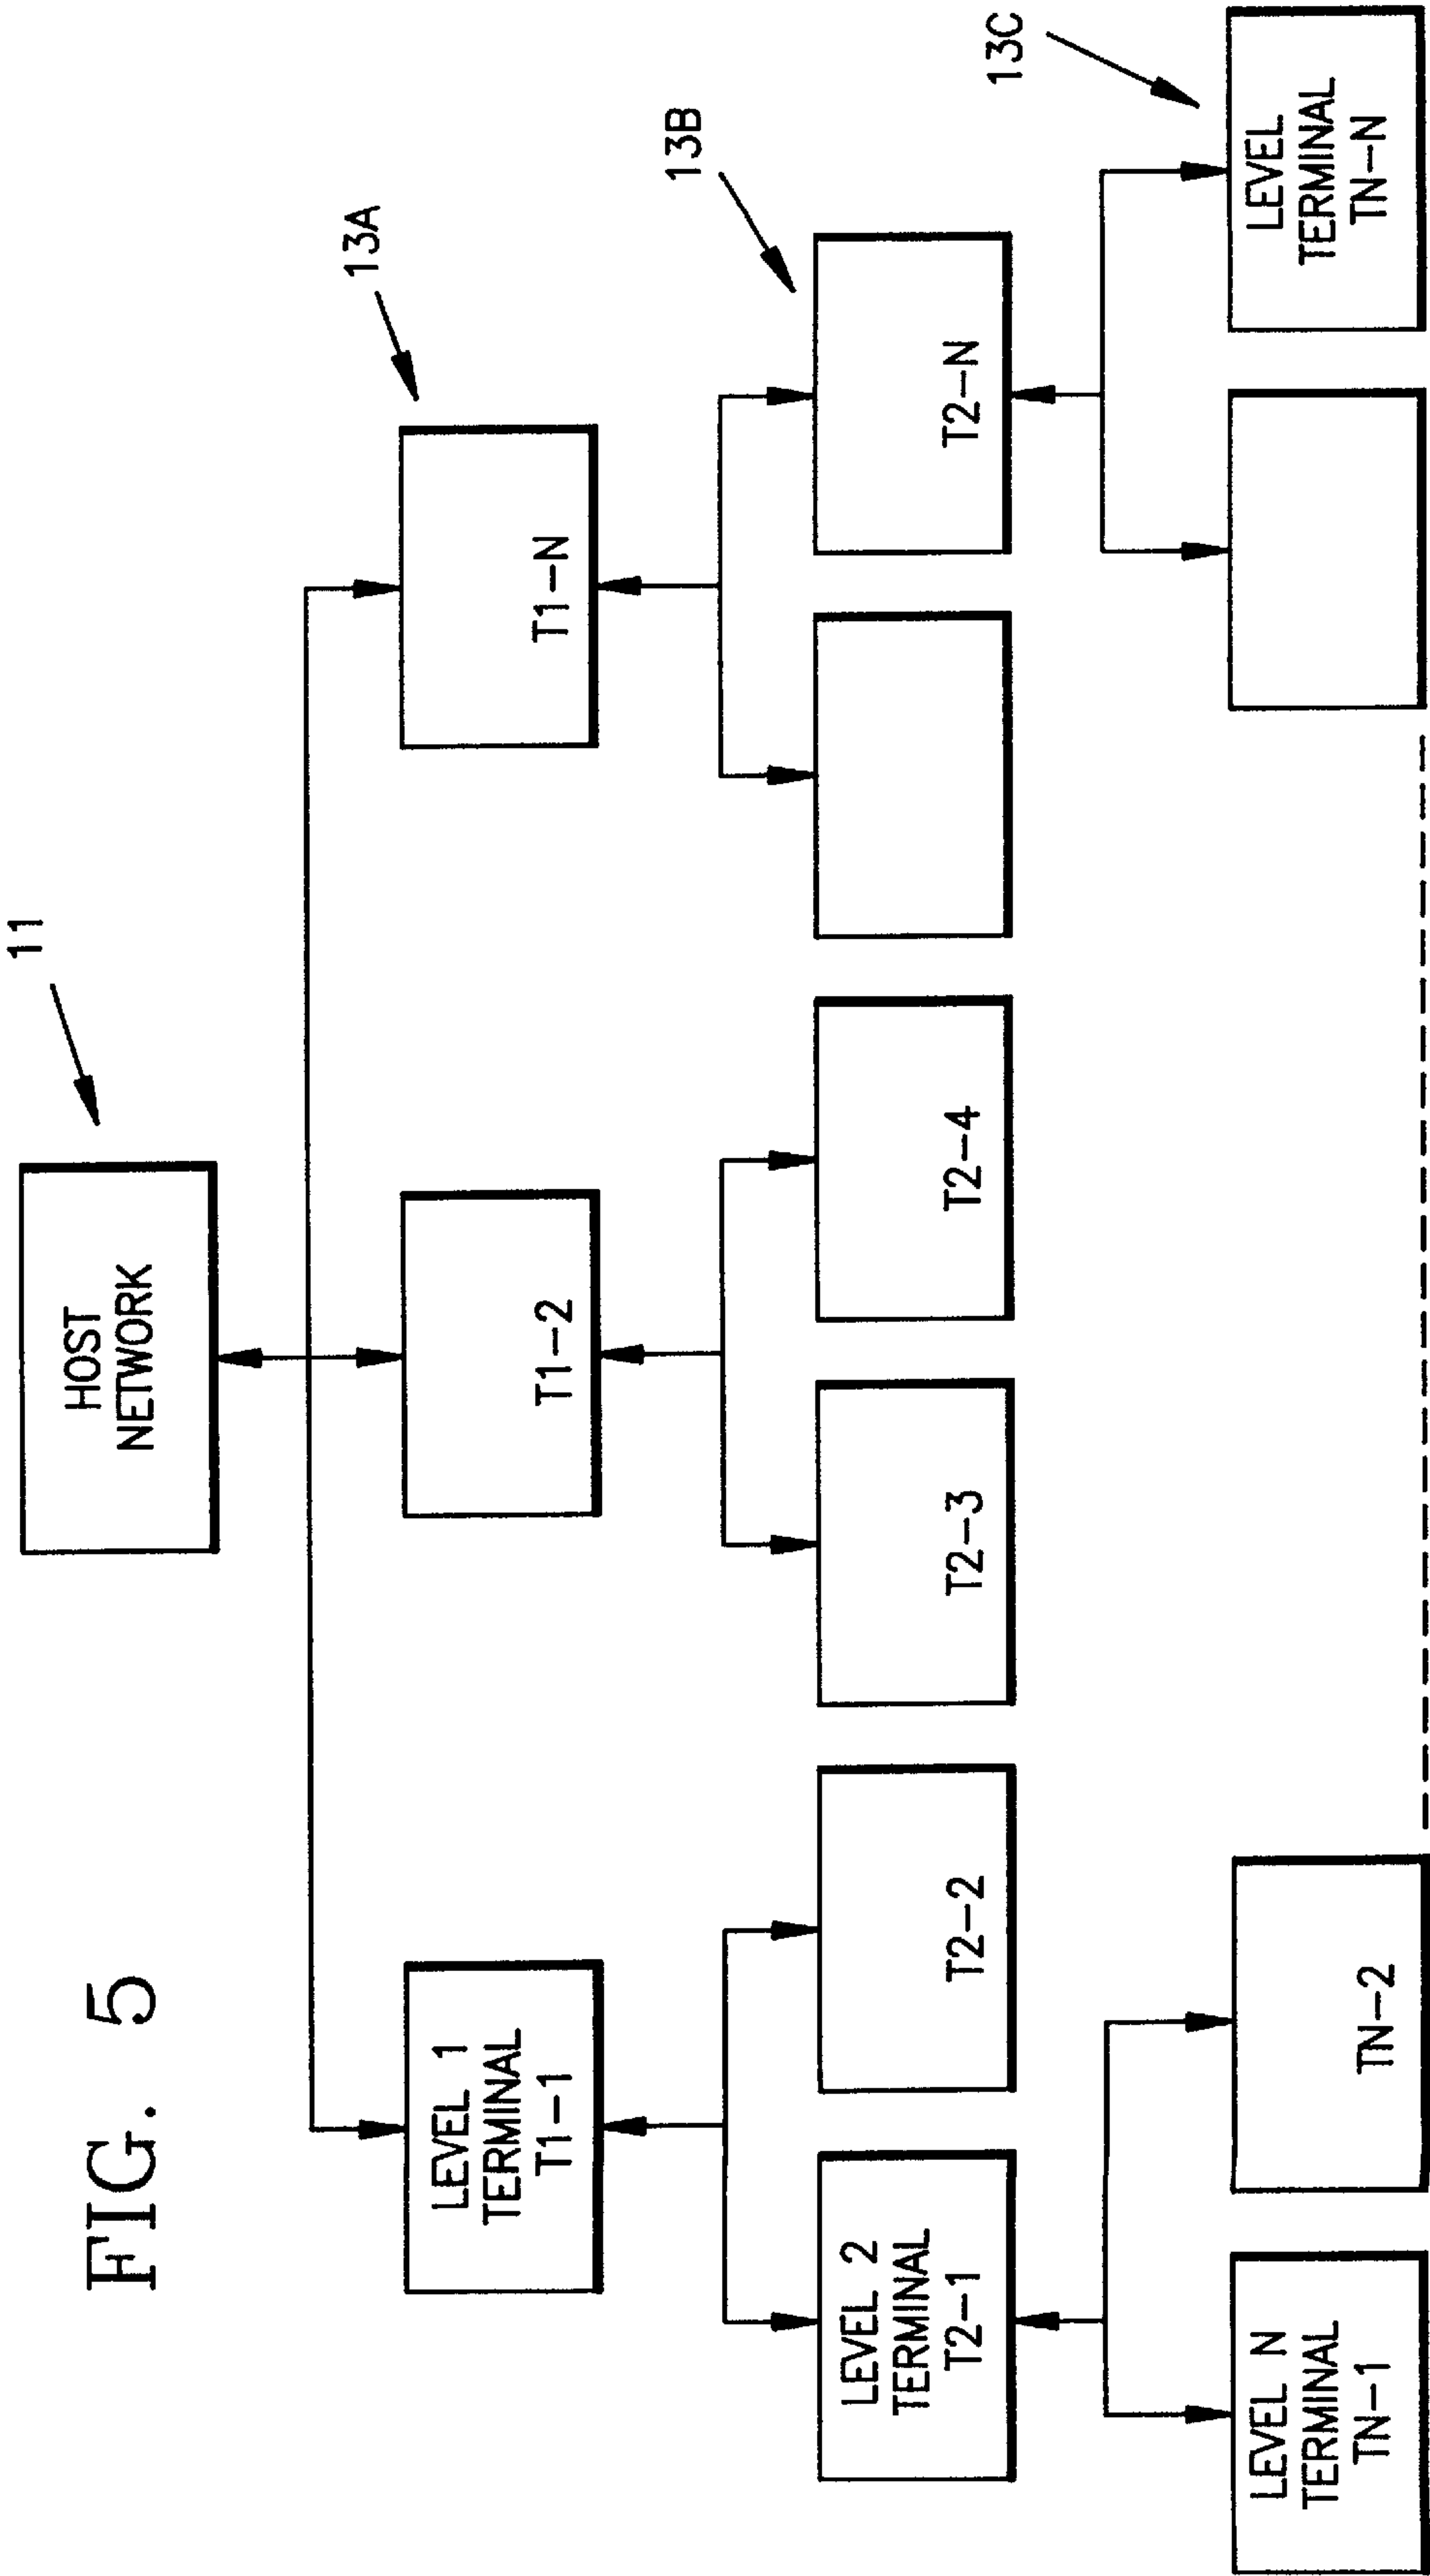 FIG. 5
11
HOST
NETWORK
13A
LEVEL 1
TERMINAL
T1-1
T1-2
T1-N
13B
LEVEL 2
TERMINAL
T2-1
T2-2
T2-3
T2-4
T2-N
13C
LEVEL N
TERMINAL
TN-1
TN-2
LEVEL
TERMINAL
TN-N